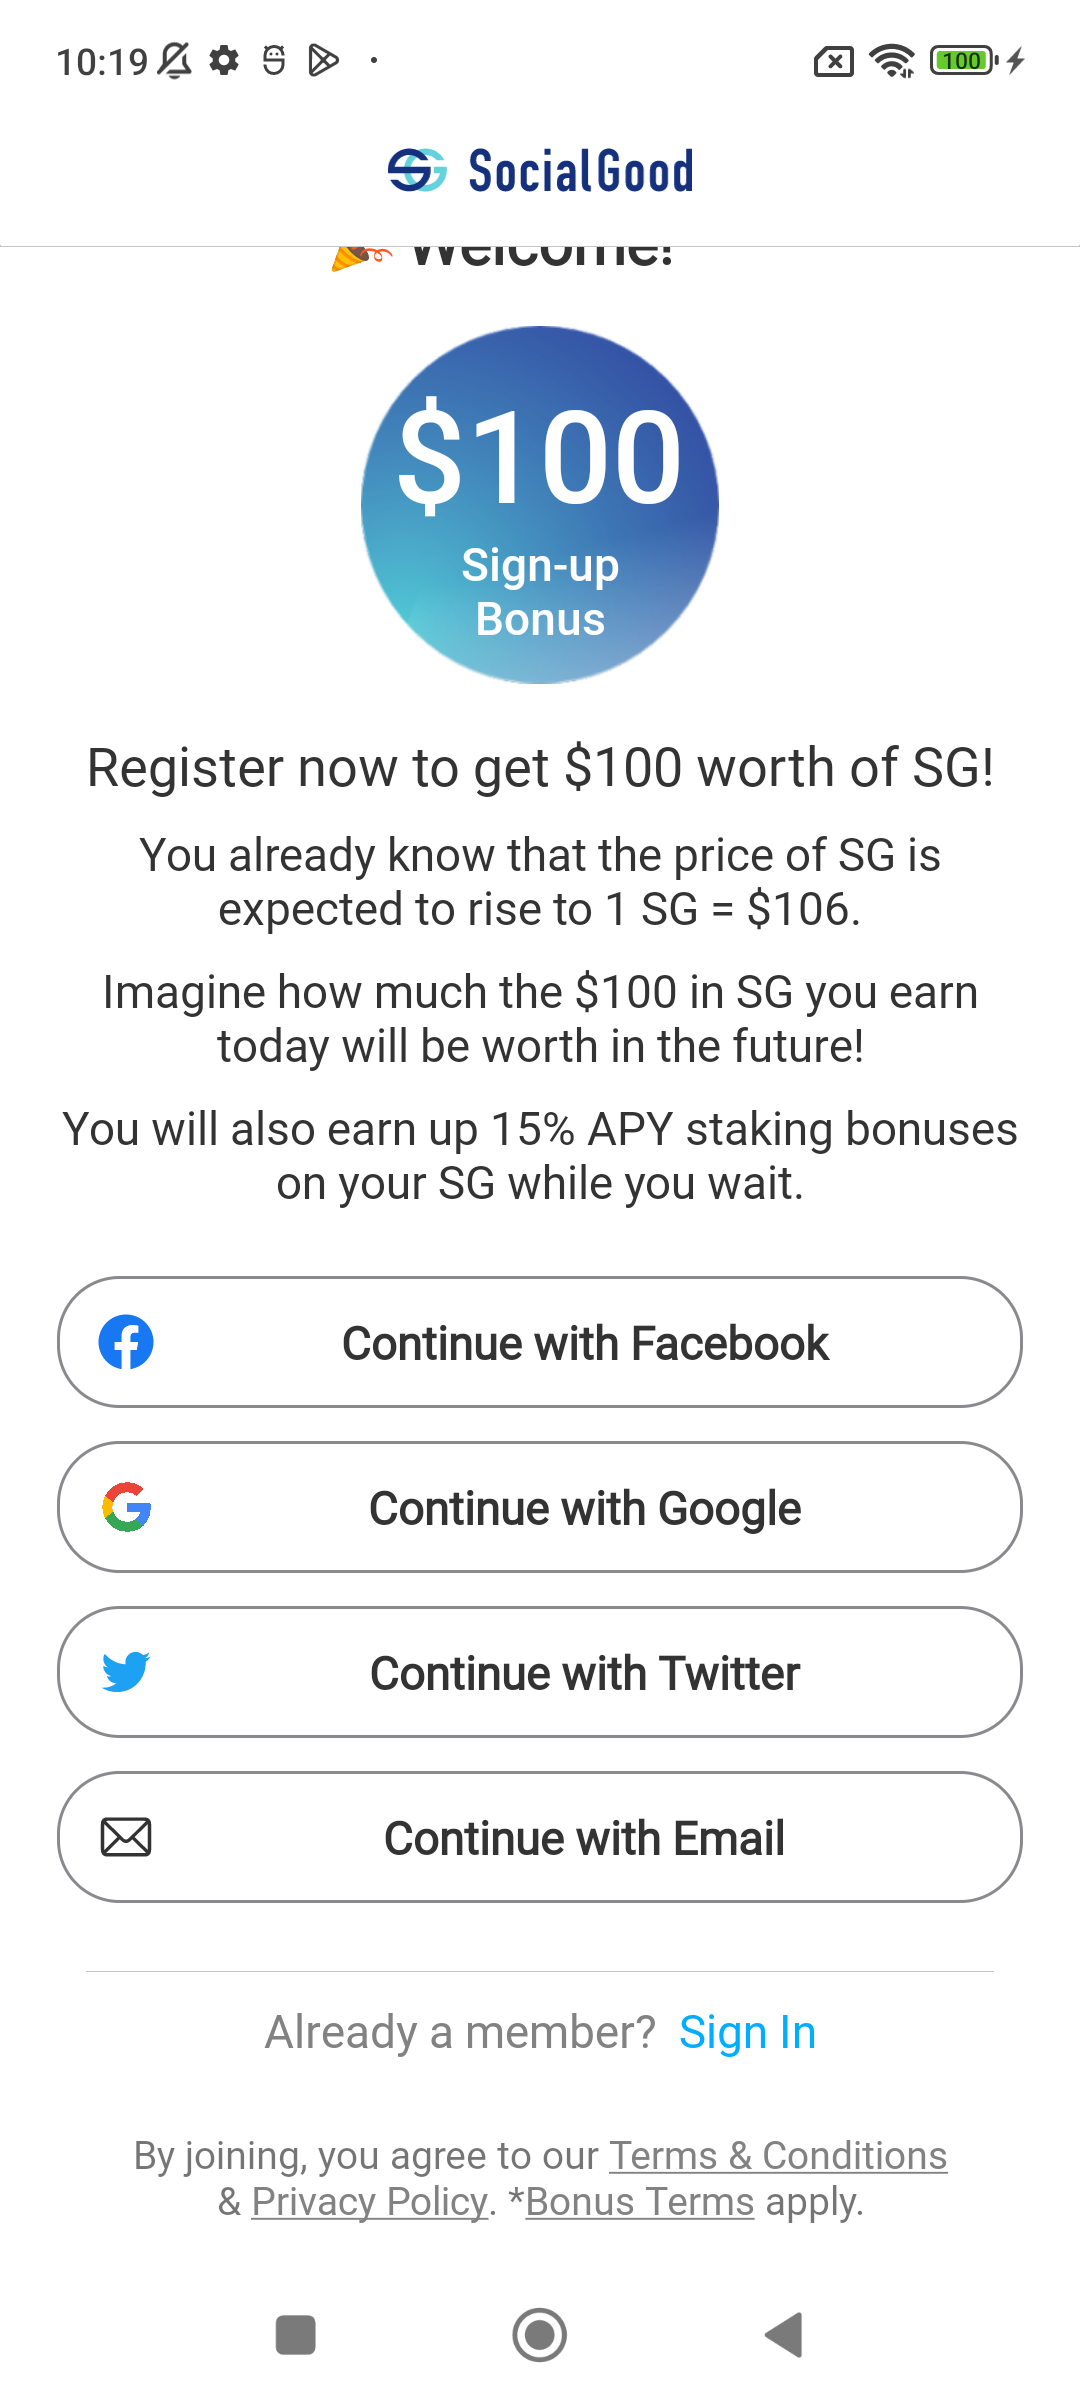 10:19
100
SocialGood
Welcome!
$100
Sign-up
Bonus
Register now to get $100 worth of SG!
You already know that the price of SG is
expected to rise to 1 SG = $106.
Imagine how much the $100 in SG you earn
today will be worth in the future!
You will also earn up 15% APY staking bonuses
on your SG while you wait.
Continue with Facebook
Continue with Google
Continue with Twitter
Continue with Email
Already a member? Sign In
By joining, you agree to our Terms & Conditions
& Privacy Policy. *Bonus Terms apply.